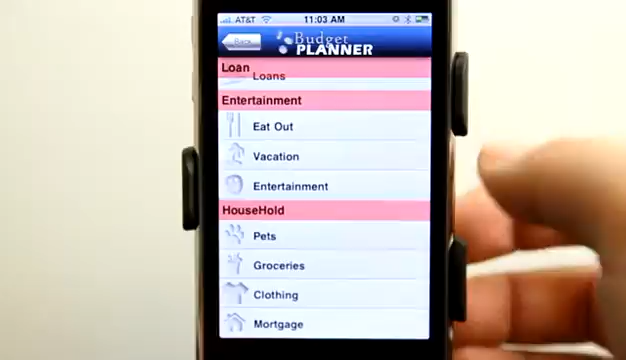 AT&T 11:03 AM
Back
Budget
PLANNER
Loan
Loans
Entertainment
Eat Out
Vacation
Entertainment
HouseHold
Pets
Groceries
Clothing
Mortgage